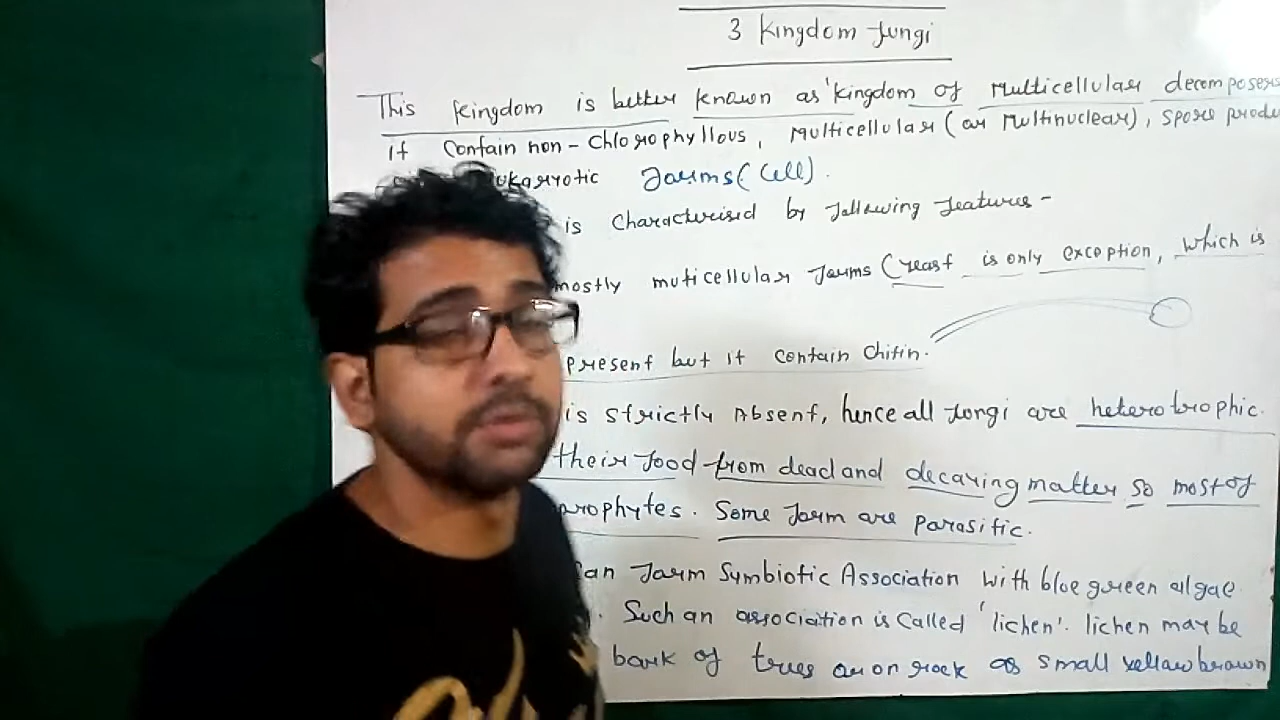 3 Kingdom fungi
This kingdom is better known as 'kingdom of Multicellular decomposers
it Contain non-Chlorophyllous, Multicellular (or Multinuclear), spore produ
ukaryotic forms (Cell).
is Characterised by following features -
mostly muticellular forms (yeast is only exception, which is
present but it contain Chitin.
is strictly Absent, hence all fungi are heterotrophic.
their food from dead and decaying matter so most of
prophytes. Some form are parasitic.
can form Symbiotic Association with blue green algae
. Such an association is Called 'lichen'. lichen may be
bark of trees or on rock as small yellow brown